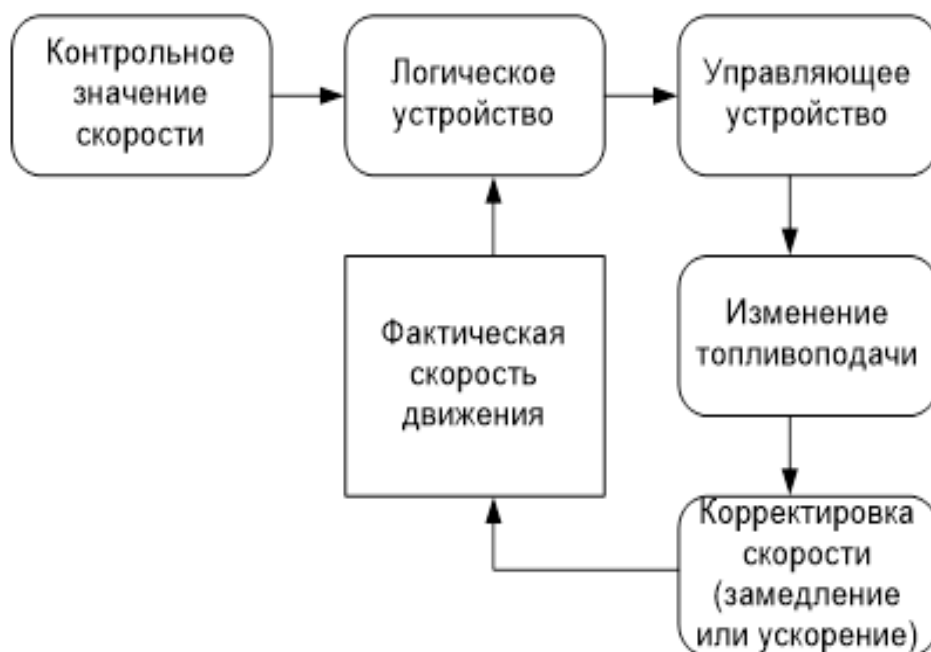 Контрольное
значение
скорости
Логическое
устройство
Управляющее
устройство
Фактическая
скорость
движения
Изменение
топливоподачи
Корректировка
скорости
(замедление
или ускорение)